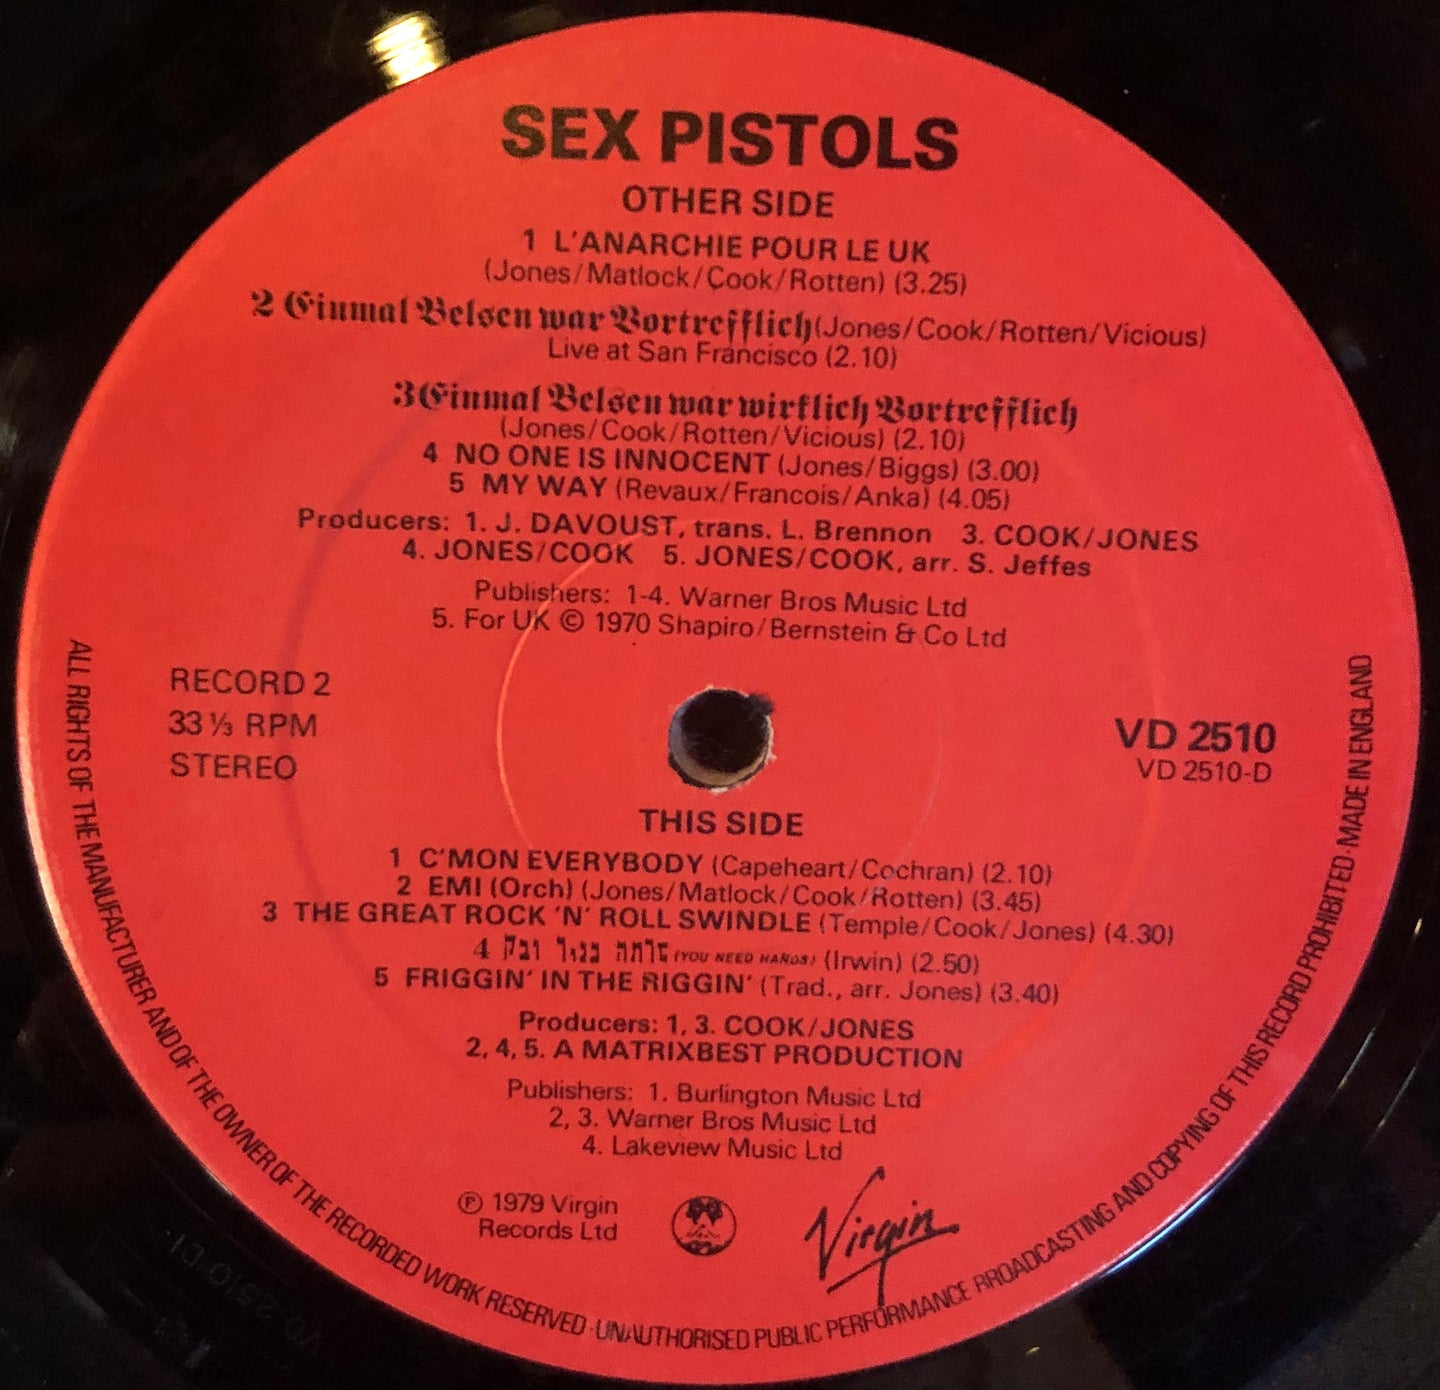 SEX PISTOLS
OTHER SIDE
1 L'ANARCHIE POUR LE UK
(Jones/Matlock/Cook/Rotten) (3.25)
2 Einmal Belsen war Vortrefflich (Jones/Cook/Rotten/Vicious)
Live at San Francisco (2.10)
3 Einmal Belsen war wirflich Vortrefflich
(Jones/Cook/Rotten/Vicious) (2.10)
4 NO ONE IS INNOCENT (Jones/Biggs) (3.00)
5 MY WAY (Revaux/Francois/Anka) (4.05)
Producers: 1. J. DAVOUST, trans. L. Brennon 3. COOK/JONES
4. JONES/COOK 5. JONES/COOK, arr. S. Jeffes
Publishers: 1-4. Warner Bros Music Ltd
5. For UK © 1970 Shapiro/Bernstein & Co Ltd
RECORD 2
33 ⅓ RPM
STEREO
VD 2510
VD 2510-D
THIS SIDE
1 C'MON EVERYBODY (Capeheart/Cochran) (2.10)
2 EMI (Orch) (Jones/Matlock/Cook/Rotten) (3.45)
3 THE GREAT ROCK 'N' ROLL SWINDLE (Temple/Cook/Jones) (4.30)
4 (YOU NEED HANDS) (Irwin) (2.50)
5 FRIGGIN' IN THE RIGGIN' (Trad., arr. Jones) (3.40)
Producers: 1, 3. COOK/JONES
2, 4, 5. A MATRIXBEST PRODUCTION
Publishers: 1. Burlington Music Ltd
2, 3. Warner Bros Music Ltd
4. Lakeview Music Ltd
℗ 1979 Virgin
Records Ltd
Virgin
ALL RIGHTS OF THE MANUFACTURER AND OF THE OWNER OF THE RECORDED WORK RESERVED · UNAUTHORISED PUBLIC PERFORMANCE BROADCASTING AND COPYING OF THIS RECORD PROHIBITED · MADE IN ENGLAND
VD 2510-D1